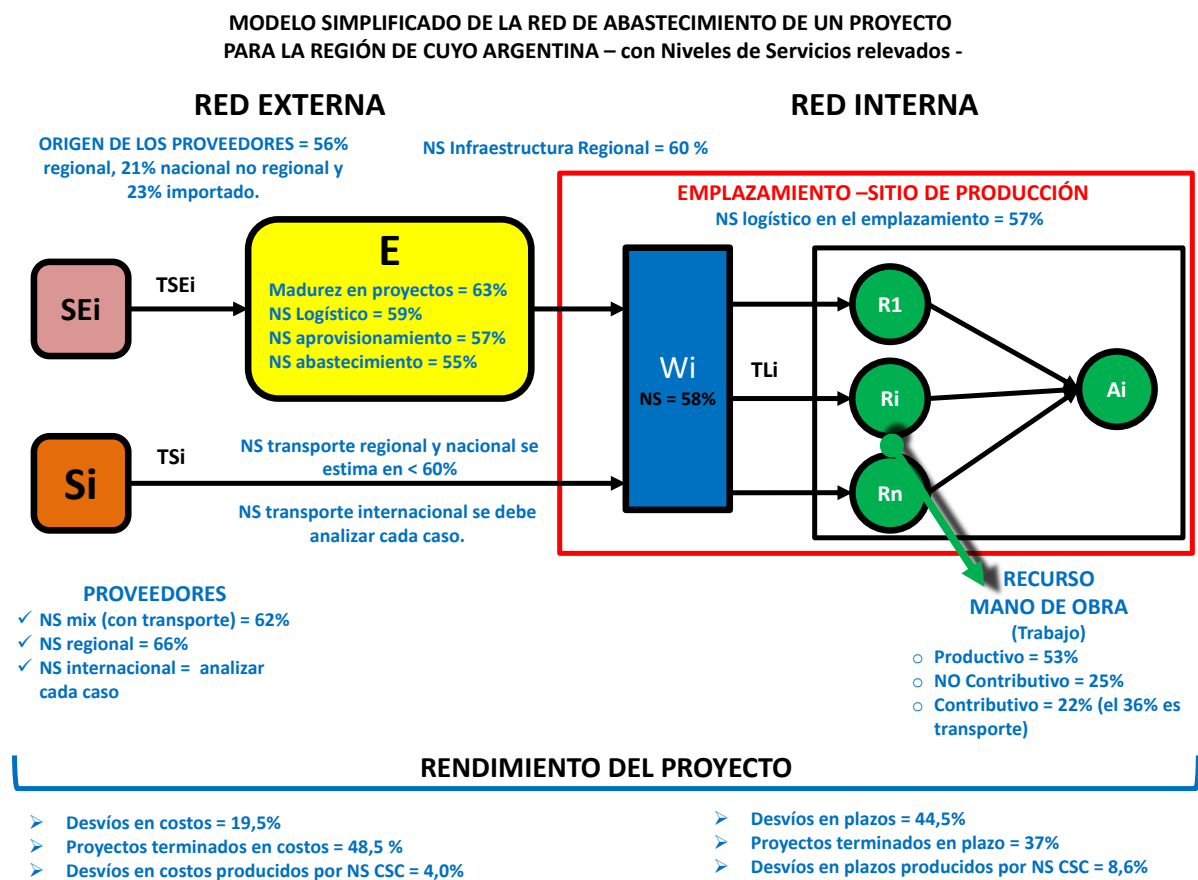 MODELO SIMPLIFICADO DE LA RED DE ABASTECIMIENTO DE UN PROYECTO
PARA LA REGIÓN DE CUYO ARGENTINA – con Niveles de Servicios relevados -
RED EXTERNA
RED INTERNA
ORIGEN DE LOS PROVEEDORES = 56%
regional, 21% nacional no regional y
23% importado.
NS Infraestructura Regional = 60 %
EMPLAZAMIENTO –SITIO DE PRODUCCIÓN
NS logístico en el emplazamiento = 57%
SEi
TSEi
E
Madurez en proyectos = 63%
NS Logístico = 59%
NS aprovisionamiento = 57%
NS abastecimiento = 55%
Wi
NS = 58%
TLi
R1
Ri
Rn
Ai
Si
TSi
NS transporte regional y nacional se
estima en < 60%
NS transporte internacional se debe
analizar cada caso.
PROVEEDORES
✓ NS mix (con transporte) = 62%
✓ NS regional = 66%
✓ NS internacional = analizar
cada caso
RECURSO
MANO DE OBRA
(Trabajo)
o Productivo = 53%
o NO Contributivo = 25%
o Contributivo = 22% (el 36% es
transporte)
RENDIMIENTO DEL PROYECTO
➢ Desvíos en costos = 19,5%
➢ Proyectos terminados en costos = 48,5 %
➢ Desvíos en costos producidos por NS CSC = 4,0%
➢ Desvíos en plazos = 44,5%
➢ Proyectos terminados en plazo = 37%
➢ Desvíos en plazos producidos por NS CSC = 8,6%